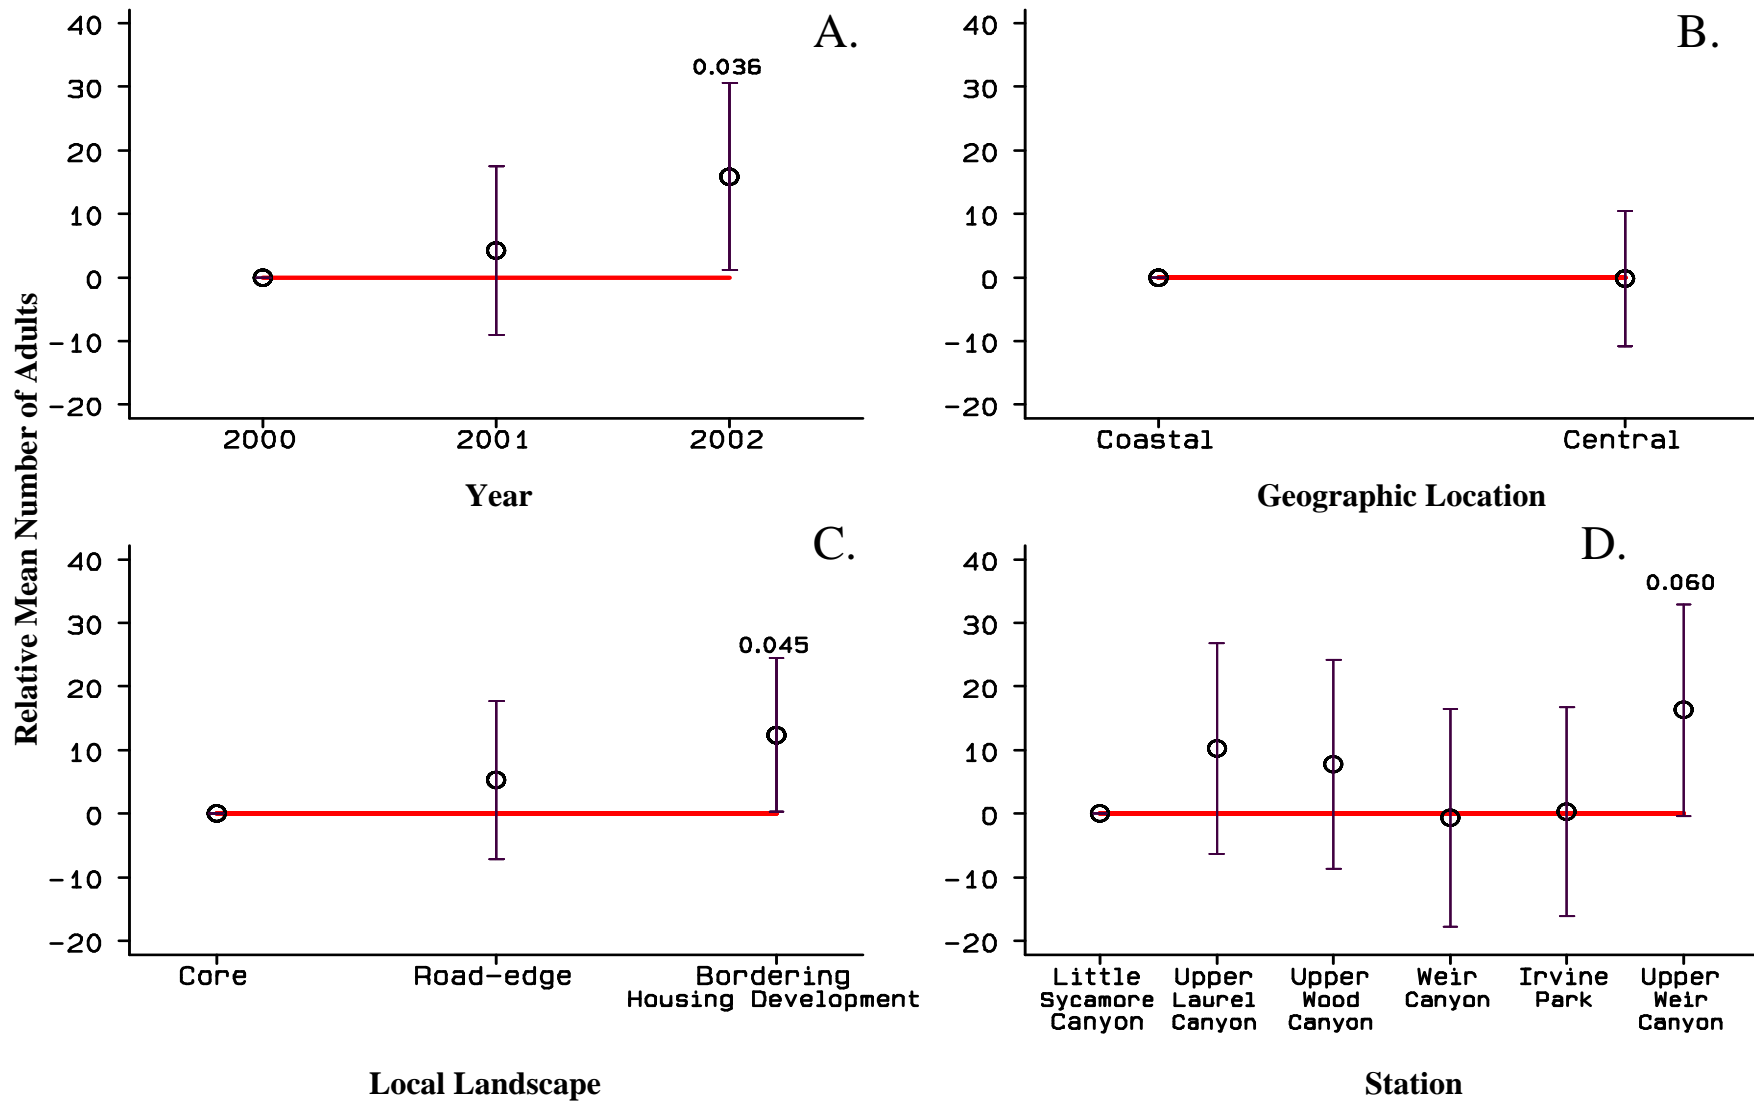 Relative Mean Number of Adults
A.
40
30
20
10
0
-10
-20
0.036
2000 2001 2002
Year
B.
40
30
20
10
0
-10
-20
Coastal Central
Geographic Location
C.
40
30
20
10
0
-10
-20
0.045
Core Road-edge Bordering
Housing Development
Local Landscape
D.
40
30
20
10
0
-10
-20
0.060
Little Upper Upper Weir Irvine Upper
Sycamore Laurel Wood Canyon Park Weir
Canyon Canyon Canyon Canyon
Station